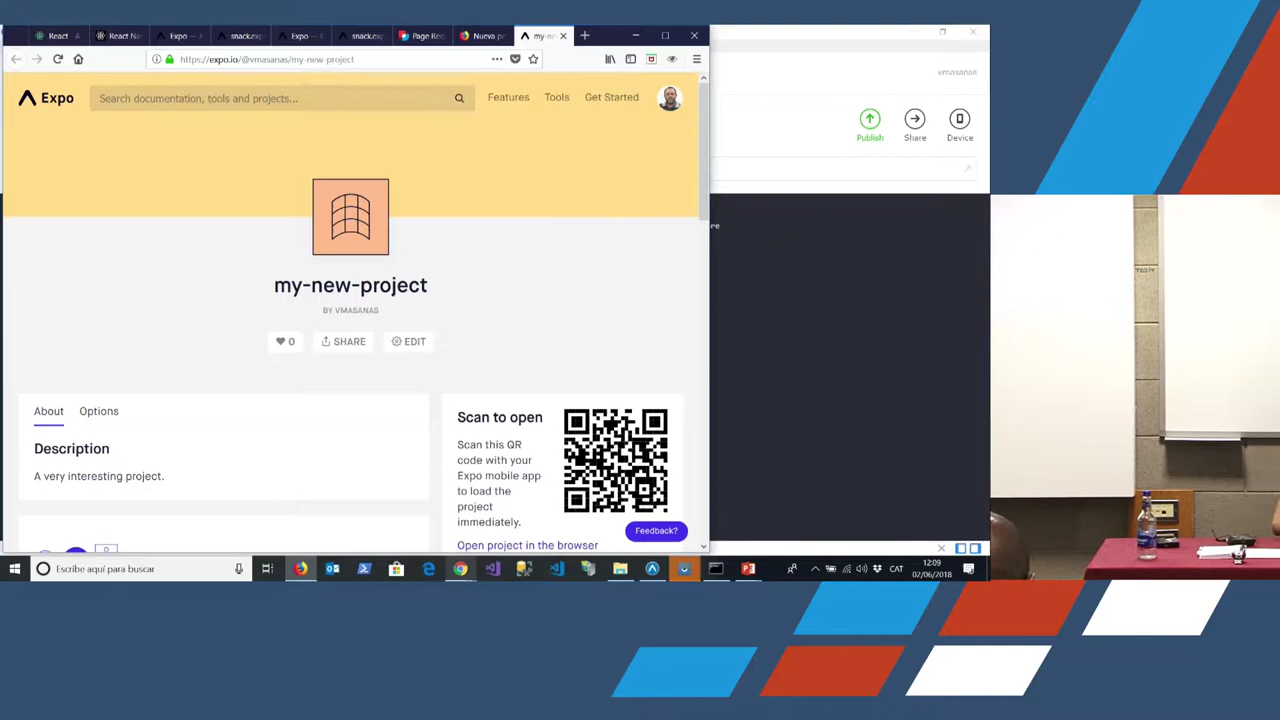 React - A
React Nav
Expo —
snack.exp
Expo — G
snack.exp
Page Req
Nueva pe
my-ne
https://expo.io/@vmasanas/my-new-project
vmasanas
Expo
Search documentation, tools and projects...
Features
Tools
Get Started
Publish
Share
Device
re
my-new-project
BY VMASANAS
0
SHARE
EDIT
About
Options
Description
A very interesting project.
Scan to open
Scan this QR
code with your
Expo mobile app
to load the
project
immediately.
Open project in the browser
Feedback?
Escribe aquí para buscar
CAT
12:09
02/06/2018